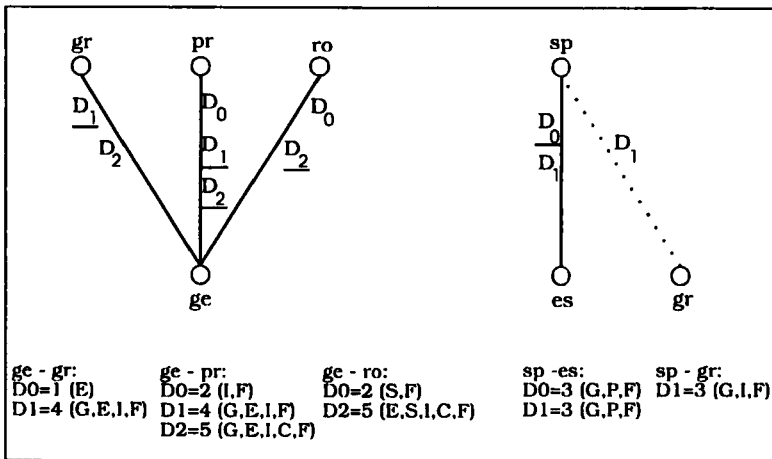 gr pr ro sp
D0 D0
D1 D0 D1
D2 D1 D2 D1
D2
ge es gr
ge - gr:
D0=1 (E)
D1=4 (G,E,I,F)
ge - pr:
D0=2 (I,F)
D1=4 (G,E,I,F)
D2=5 (G,E,I,C,F)
ge - ro:
D0=2 (S,F)
D2=5 (E,S,I,C,F)
sp -es:
D0=3 (G,P,F)
D1=3 (G,P,F)
sp - gr:
D1=3 (G,I,F)